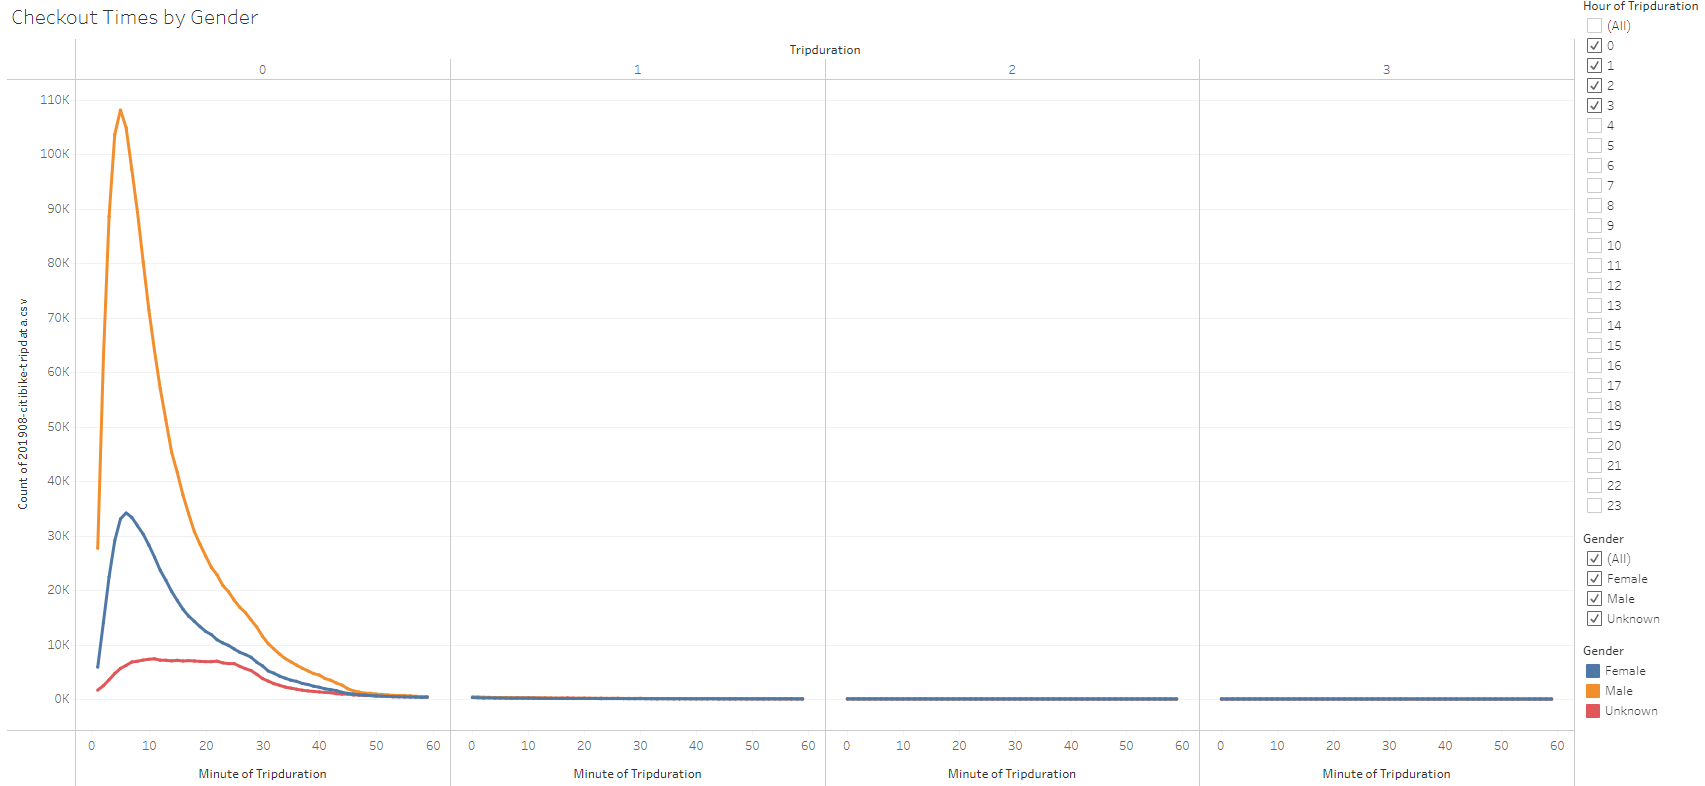 Checkout Times by Gender
Tripduration
0 1 2 3
Count of 201908-citibike-tripdata.csv
110K
100K
90K
80K
70K
60K
50K
40K
30K
20K
10K
0K
0 10 20 30 40 50 60
Minute of Tripduration
0 10 20 30 40 50 60
Minute of Tripduration
0 10 20 30 40 50 60
Minute of Tripduration
0 10 20 30 40 50 60
Minute of Tripduration
Hour of Tripduration
(All)
0
1
2
3
4
5
6
7
8
9
10
11
12
13
14
15
16
17
18
19
20
21
22
23
Gender
(All)
Female
Male
Unknown
Gender
Female
Male
Unknown